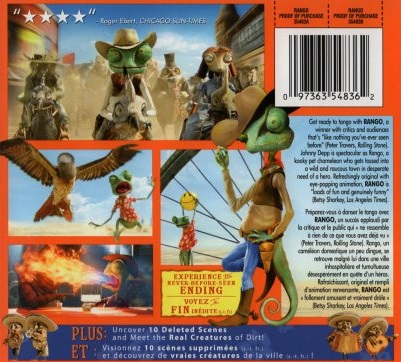 "★★★★"
- Roger Ebert, CHICAGO SUN-TIMES
RANGO
PROOF OF PURCHASE
354836
RANGO
PROOF OF PURCHASE
354836
0 97363 54836 2
Get ready to tango with RANGO, a
winner with critics and audiences
that's "like nothing you've ever seen
before" (Peter Travers, Rolling Stone).
Johnny Depp is spectacular as Rango, a
kooky pet chameleon who gets tossed into
a wild and raucous town in desperate
need of a hero. Refreshingly original with
eye-popping animation, RANGO is
"loads of fun and genuinely funny"
(Betsy Sharkey, Los Angeles Times).
Préparez-vous à danser le tango avec
RANGO, un succès applaudi par
la critique et le public qui « ne ressemble
à rien de ce que vous avez déjà vu »
(Peter Travers, Rolling Stone). Rango, un
caméléon domestique un peu dingue, se
retrouve malgré lui dans une ville
inhospitalière et tumultueuse
désespérément en quête d'un héros.
Rafraîchissant, original et rempli
d'animation renversante, RANGO est
« follement amusant et vraiment drôle »
(Betsy Sharkey, Los Angeles Times).
EXPERIENCE the
NEVER-BEFORE-SEEN
ENDING
VOYEZ la
FIN INÉDITE (s.t.fr.)
PLUS: Uncover 10 Deleted Scenes
and Meet the Real Creatures of Dirt!
ET : Visionnez 10 scènes supprimées (s.t.fr.)
et découvrez de vraies créatures de la ville (s.t.fr.)